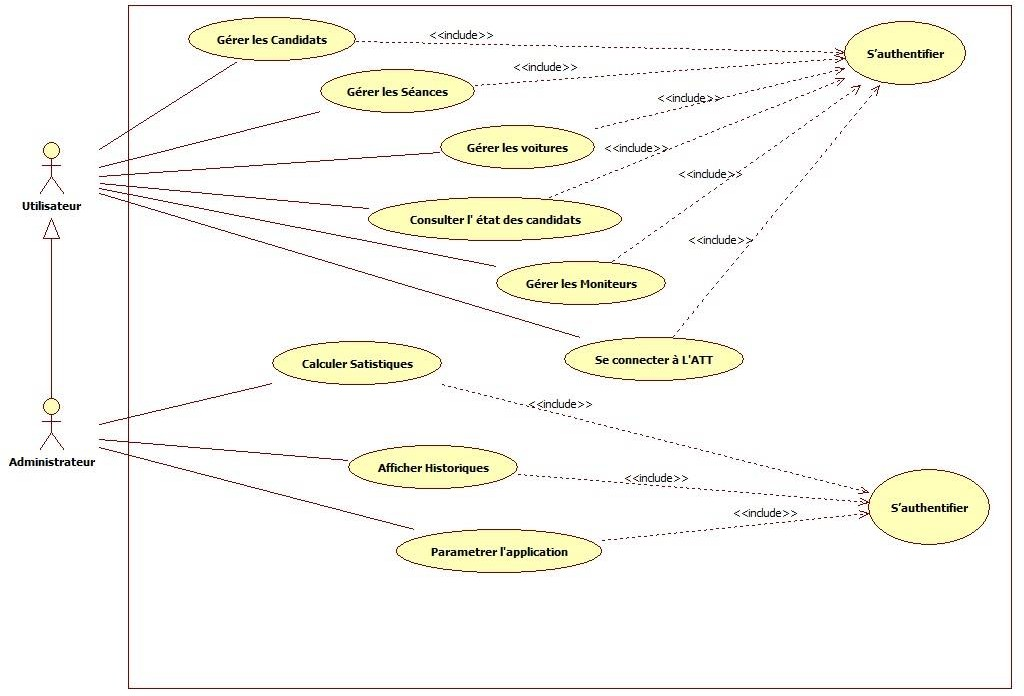 Gérer les Candidats
<<include>>
S'authentifier
<<include>>
Gérer les Séances
<<include>>
Gérer les voitures
<<include>>
<<include>>
Utilisateur
Consulter l' état des candidats
<<include>>
Gérer les Moniteurs
Se connecter à L'ATT
Calculer Satistiques
<<include>>
Administrateur
Afficher Historiques
<<include>>
S'authentifier
<<include>>
Parametrer l'application